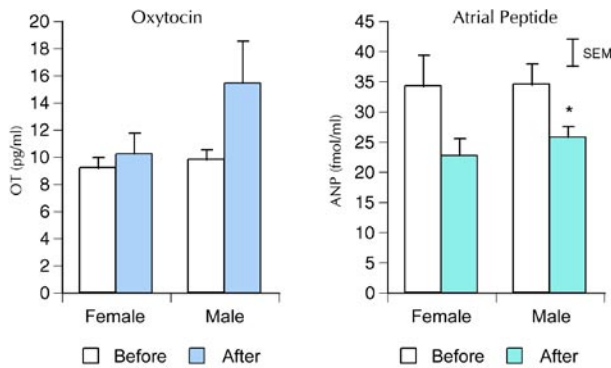 Oxytocin
OT (pg/ml)
20
18
16
14
12
10
8
6
4
2
0
Female Male
Before After
Atrial Peptide
ANP (fmol/ml)
45
40
35
30
25
20
15
10
5
0
SEM
*
Female Male
Before After